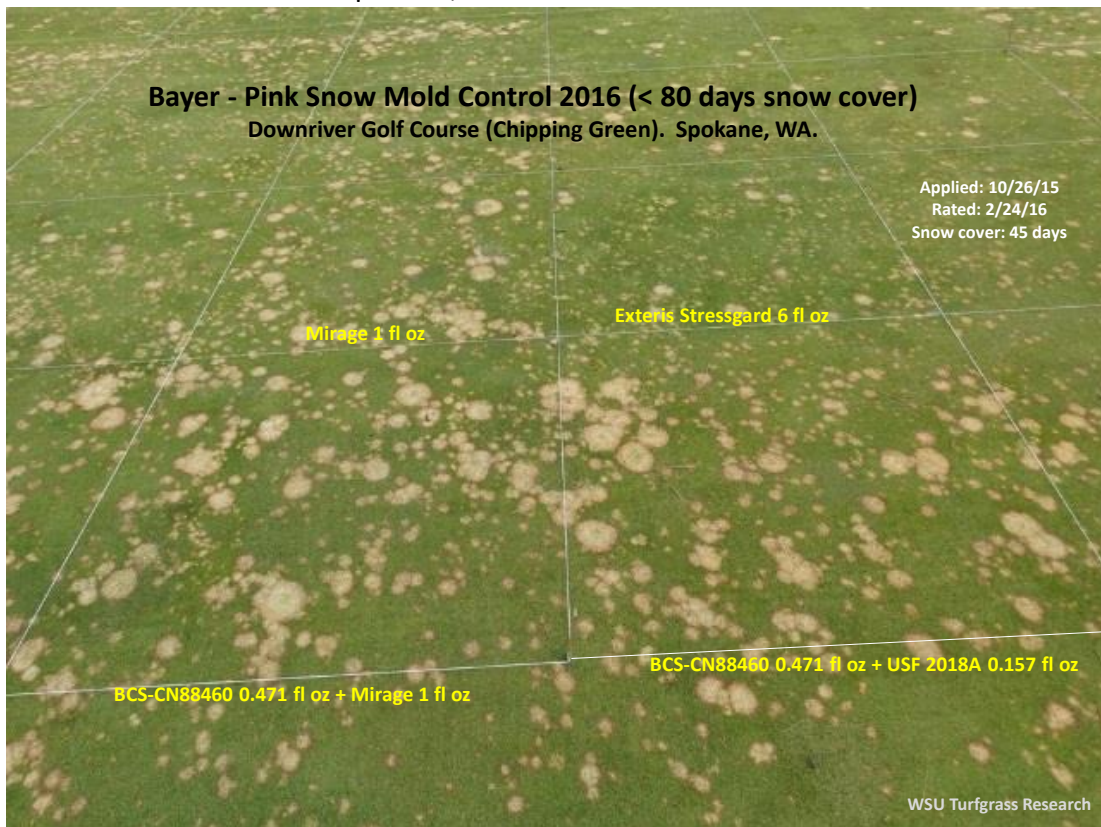 Bayer - Pink Snow Mold Control 2016 (< 80 days snow cover)
Downriver Golf Course (Chipping Green).  Spokane, WA.
Applied: 10/26/15
Rated: 2/24/16
Snow cover: 45 days
Exteris Stressgard 6 fl oz
Mirage 1 fl oz
BCS-CN88460 0.471 fl oz + USF 2018A 0.157 fl oz
BCS-CN88460 0.471 fl oz + Mirage 1 fl oz
WSU Turfgrass Research